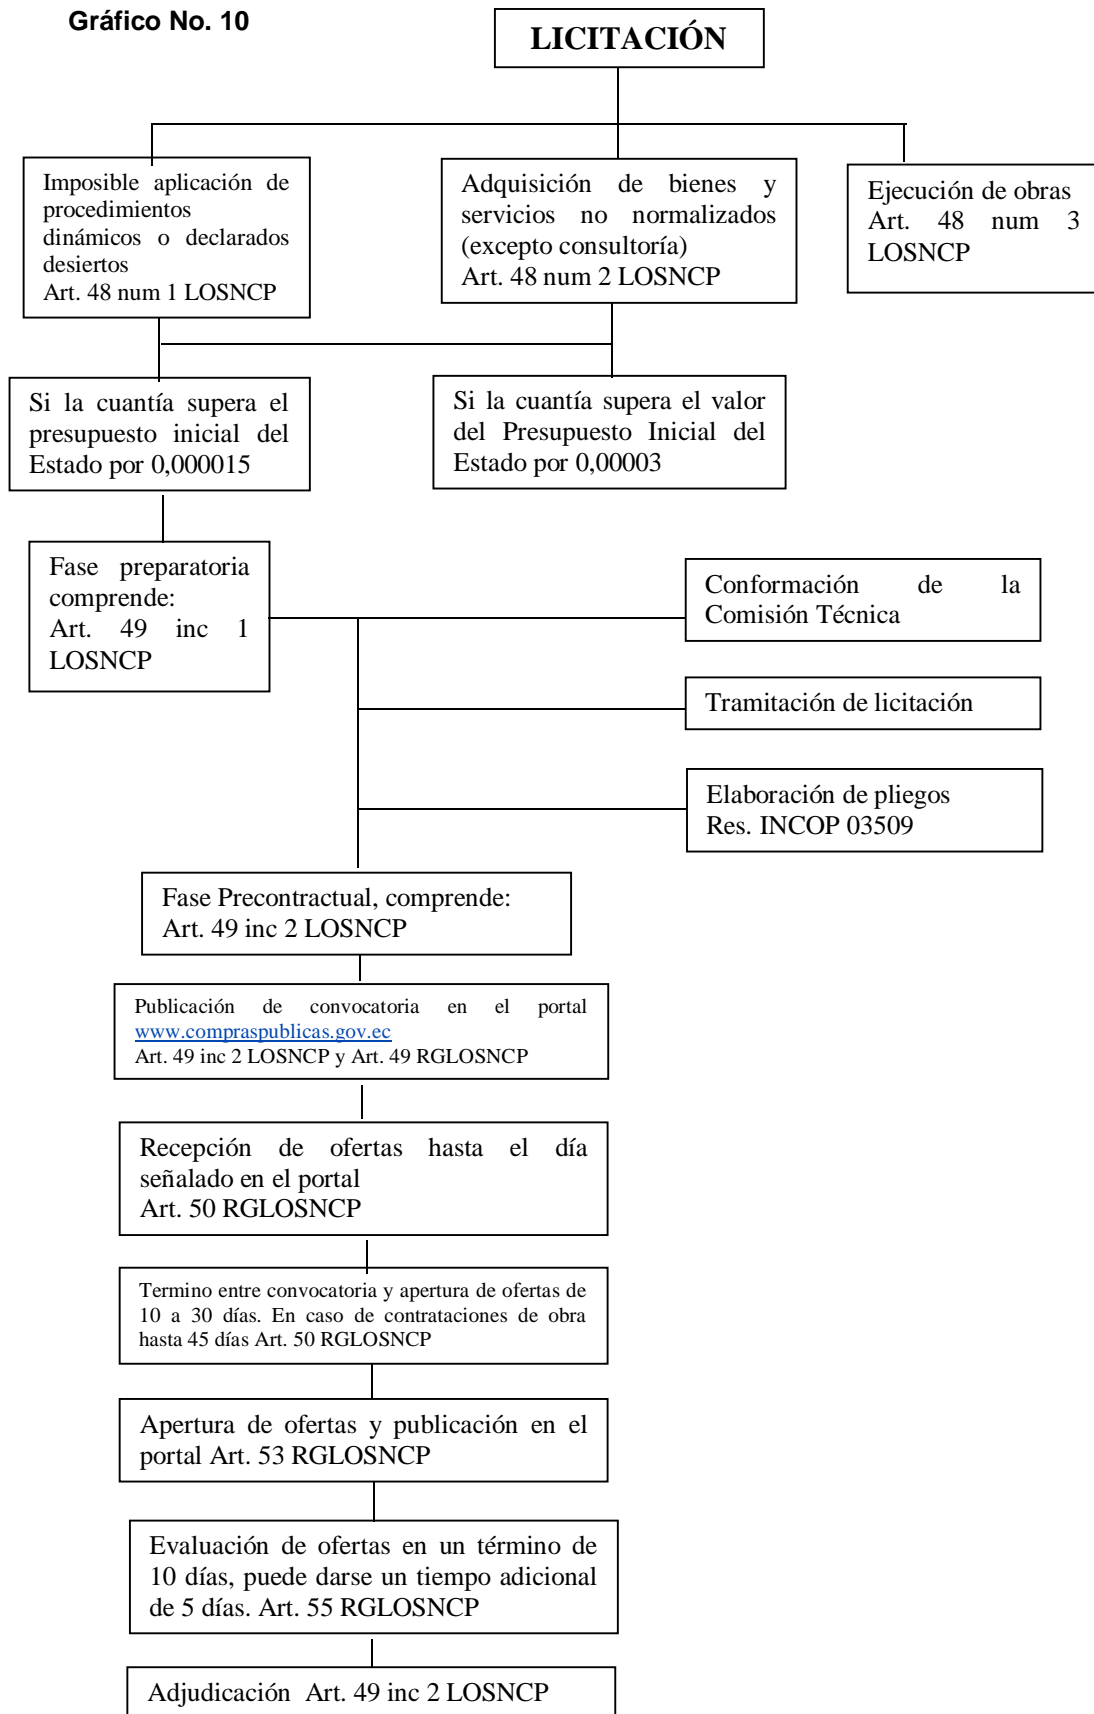 Gráfico No. 10
LICITACIÓN
Imposible aplicación de
procedimientos
dinámicos o declarados
desiertos
Art. 48 num 1 LOSNCP
Adquisición de bienes y
servicios no normalizados
(excepto consultoría)
Art. 48 num 2 LOSNCP
Ejecución de obras
Art. 48 num 3
LOSNCP
Si la cuantía supera el
presupuesto inicial del
Estado por 0,000015
Si la cuantía supera el valor
del Presupuesto Inicial del
Estado por 0,00003
Fase preparatoria
comprende:
Art. 49 inc 1
LOSNCP
Conformación de la
Comisión Técnica
Tramitación de licitación
Elaboración de pliegos
Res. INCOP 03509
Fase Precontractual, comprende:
Art. 49 inc 2 LOSNCP
Publicación de convocatoria en el portal
www.compraspublicas.gov.ec
Art. 49 inc 2 LOSNCP y Art. 49 RGLOSNCP
Recepción de ofertas hasta el día
señalado en el portal
Art. 50 RGLOSNCP
Termino entre convocatoria y apertura de ofertas de
10 a 30 días. En caso de contrataciones de obra
hasta 45 días Art. 50 RGLOSNCP
Apertura de ofertas y publicación en el
portal Art. 53 RGLOSNCP
Evaluación de ofertas en un término de
10 días, puede darse un tiempo adicional
de 5 días. Art. 55 RGLOSNCP
Adjudicación Art. 49 inc 2 LOSNCP